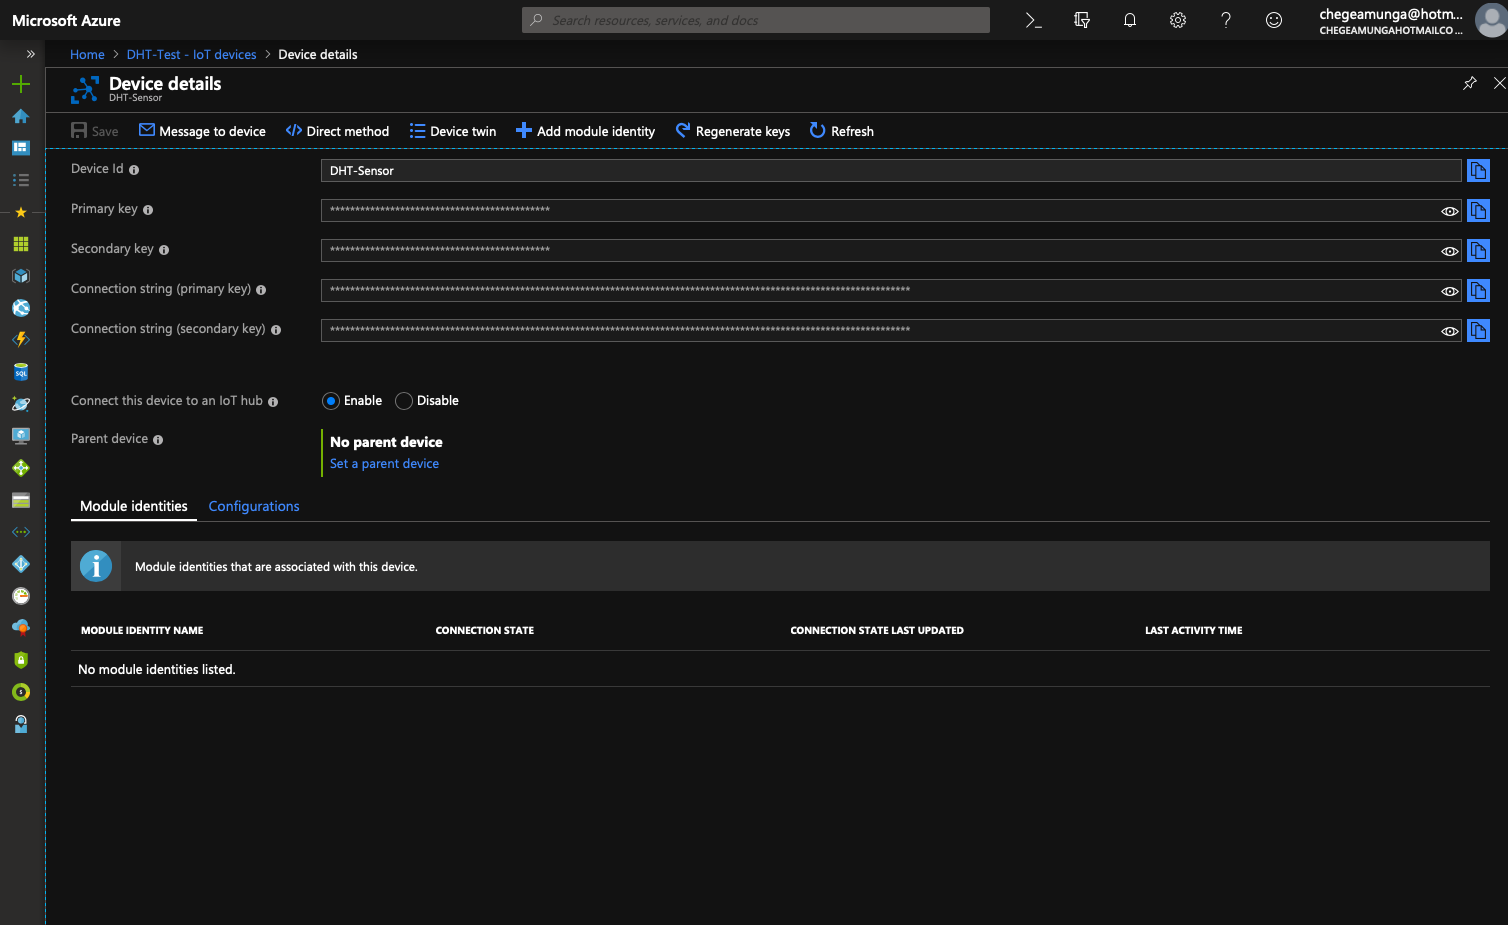 Microsoft Azure
Search resources, services, and docs
chegeamunga@hotm...
CHEGEAMUNGAHOTMAILCO ...
Home > DHT-Test - IoT devices > Device details
Device details
DHT-Sensor
Save Message to device Direct method Device twin Add module identity Regenerate keys Refresh
Device Id DHT-Sensor
Primary key ********************************************
Secondary key ********************************************
Connection string (primary key) ********************************************************************************************************************
Connection string (secondary key) ********************************************************************************************************************
Connect this device to an IoT hub Enable Disable
Parent device
No parent device
Set a parent device
Module identities Configurations
Module identities that are associated with this device.
MODULE IDENTITY NAME CONNECTION STATE CONNECTION STATE LAST UPDATED LAST ACTIVITY TIME
No module identities listed.